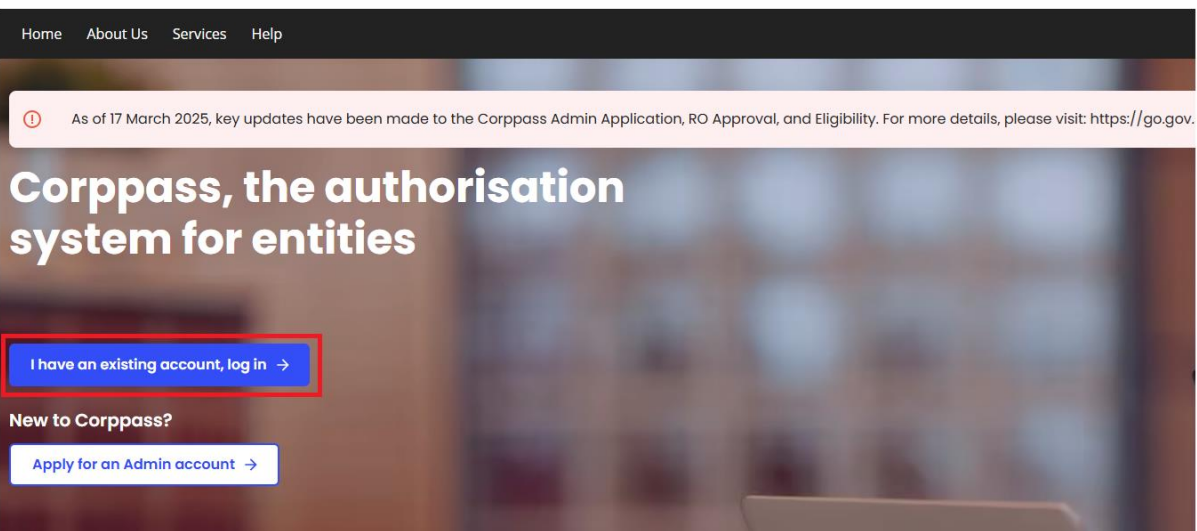 Home About Us Services Help
As of 17 March 2025, key updates have been made to the Corppass Admin Application, RO Approval, and Eligibility. For more details, please visit: https://go.gov.
Corppass, the authorisation
system for entities
I have an existing account, log in →
New to Corppass?
Apply for an Admin account →